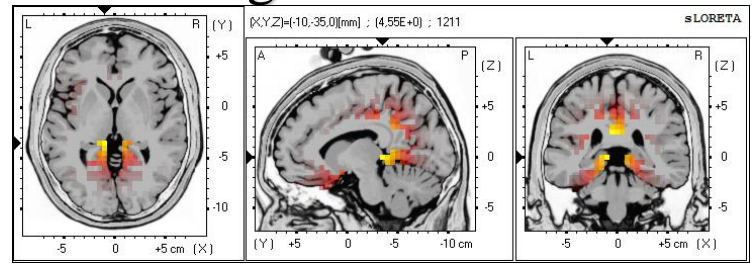 (X,Y,Z)=(-10,-35,0)[mm] ; (4,55E+0) ; 1211 sLORETA
L R (Y)
+5
0
-5
-10
-5 0 +5 cm (X)
A P (Z)
+5
0
-5
(Y) +5 0 -5 -10 cm
L R (Z)
+5
0
-5
-5 0 +5 cm (X)